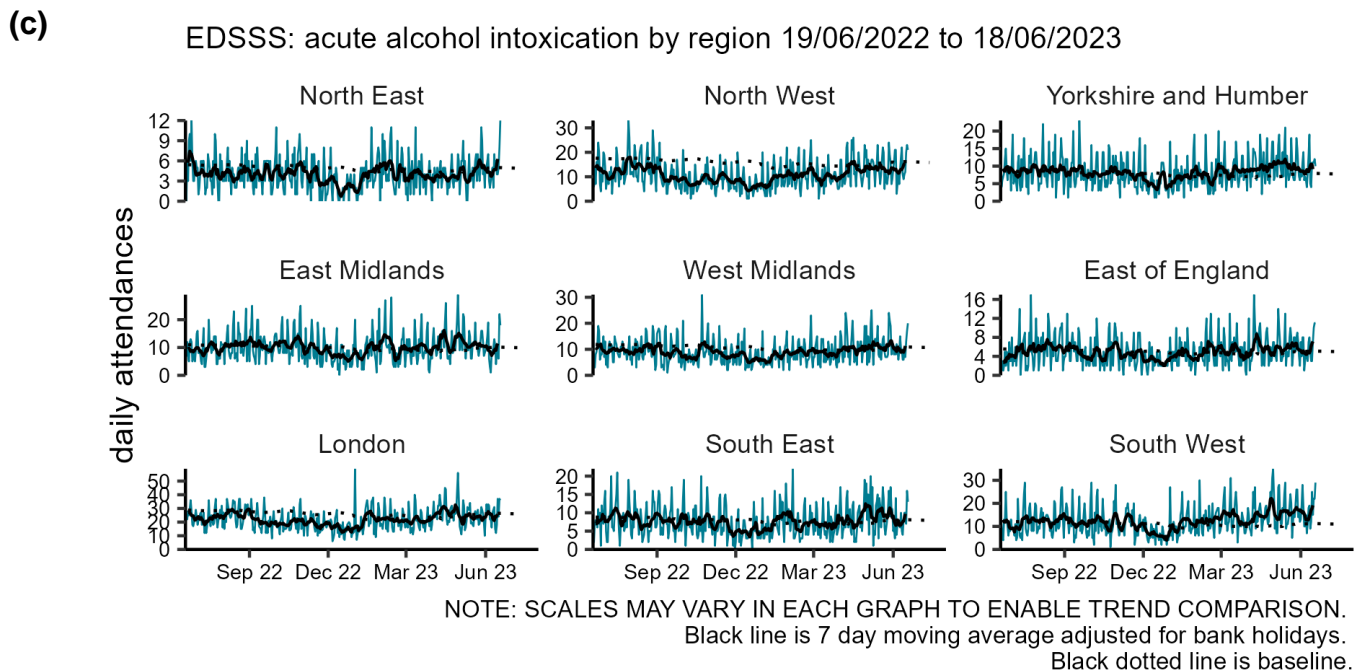 (c)
EDSSS: acute alcohol intoxication by region 19/06/2022 to 18/06/2023
daily attendances
North East
12
9
6
3
0
North West
30
20
10
0
Yorkshire and Humber
20
15
10
5
0
East Midlands
20
10
0
West Midlands
30
20
10
0
East of England
16
12
8
4
0
London
50
40
30
20
10
0
South East
20
15
10
5
0
South West
30
20
10
0
Sep 22 Dec 22 Mar 23 Jun 23
Sep 22 Dec 22 Mar 23 Jun 23
Sep 22 Dec 22 Mar 23 Jun 23
NOTE: SCALES MAY VARY IN EACH GRAPH TO ENABLE TREND COMPARISON.
Black line is 7 day moving average adjusted for bank holidays.
Black dotted line is baseline.